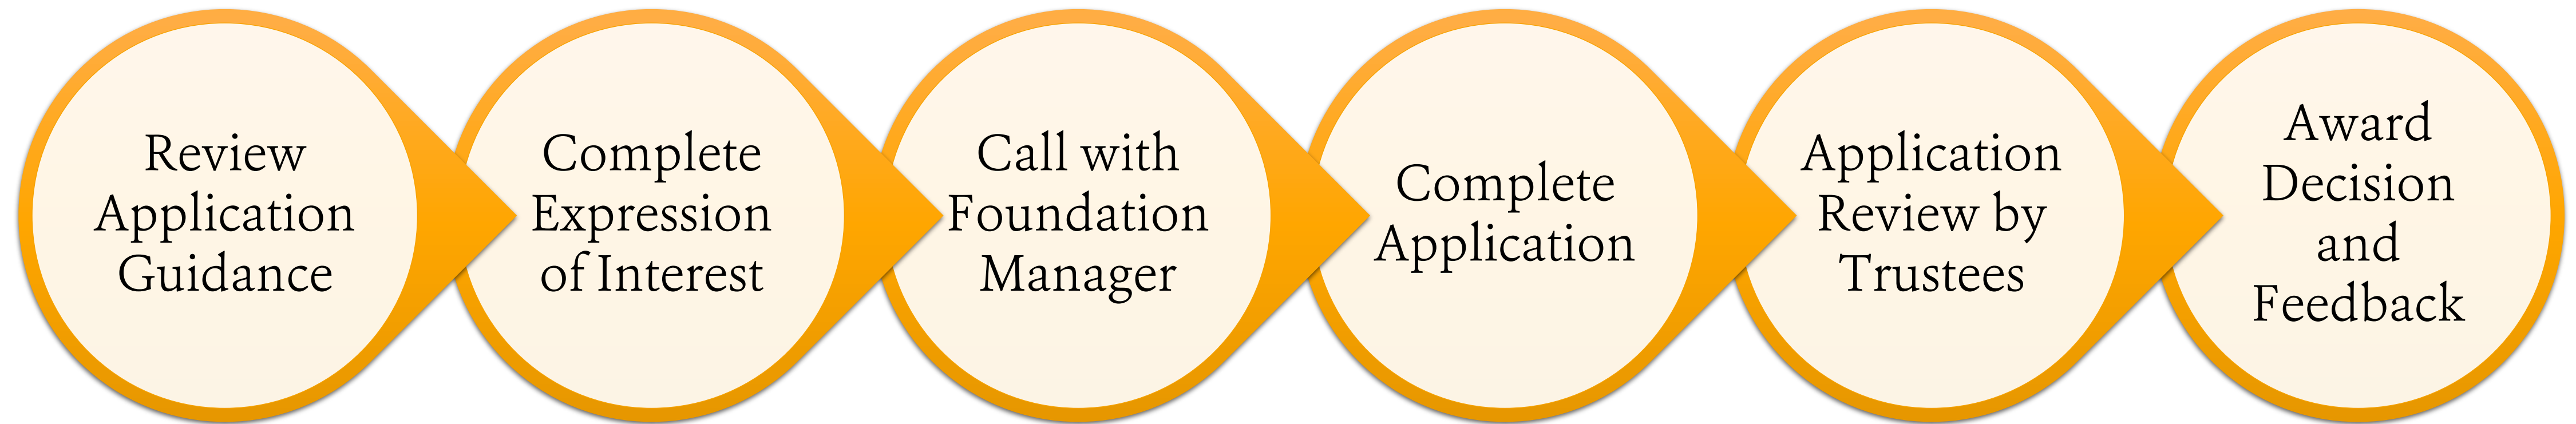 Review
Application
Guidance
Complete
Expression
of Interest
Call with
Foundation
Manager
Complete
Application
Application
Review by
Trustees
Award
Decision
and
Feedback